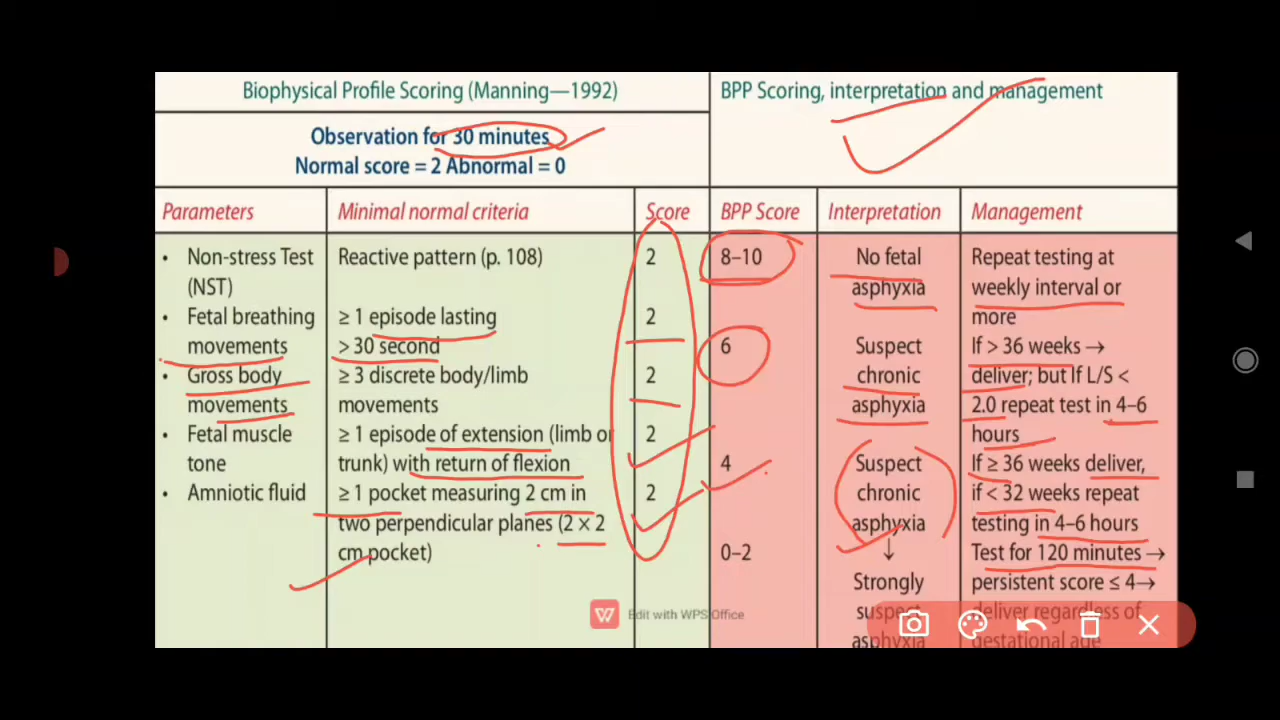 Biophysical Profile Scoring (Manning—1992)
BPP Scoring, interpretation and management
Observation for 30 minutes
Normal score = 2 Abnormal = 0
Parameters
Minimal normal criteria
Score
BPP Score
Interpretation
Management
• Non-stress Test
(NST)
Reactive pattern (p. 108)
2
• Fetal breathing
movements
≥ 1 episode lasting
> 30 second
2
• Gross body
movements
≥ 3 discrete body/limb
movements
2
• Fetal muscle
tone
≥ 1 episode of extension (limb or
trunk) with return of flexion
2
• Amniotic fluid
≥ 1 pocket measuring 2 cm in
two perpendicular planes (2 × 2
cm pocket)
2
8–10
No fetal
asphyxia
Repeat testing at
weekly interval or
more
6
Suspect
chronic
asphyxia
If > 36 weeks →
deliver; but If L/S <
2.0 repeat test in 4–6
hours
4
Suspect
chronic
asphyxia
If ≥ 36 weeks deliver,
if < 32 weeks repeat
testing in 4–6 hours
0–2
↓
Strongly
suspect
asphyxia
Test for 120 minutes →
persistent score ≤ 4→
deliver regardless of
gestational age
Edit with WPS Office